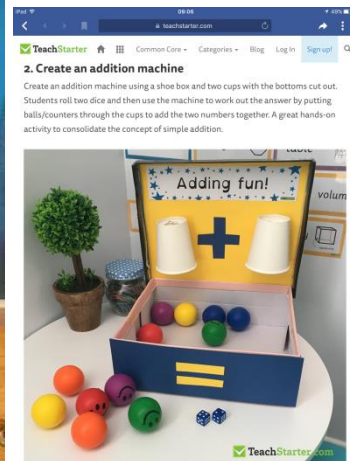 iPad
09:06
49%
teachstarter.com
TeachStarter Common Core Categories Blog Log In Sign up!
2. Create an addition machine
Create an addition machine using a shoe box and two cups with the bottoms cut out.
Students roll two dice and then use the machine to work out the answer by putting
balls/counters through the cups to add the two numbers together. A great hands-on
activity to consolidate the concept of simple addition.
Adding fun!
+
volum
=
TeachStarter.com